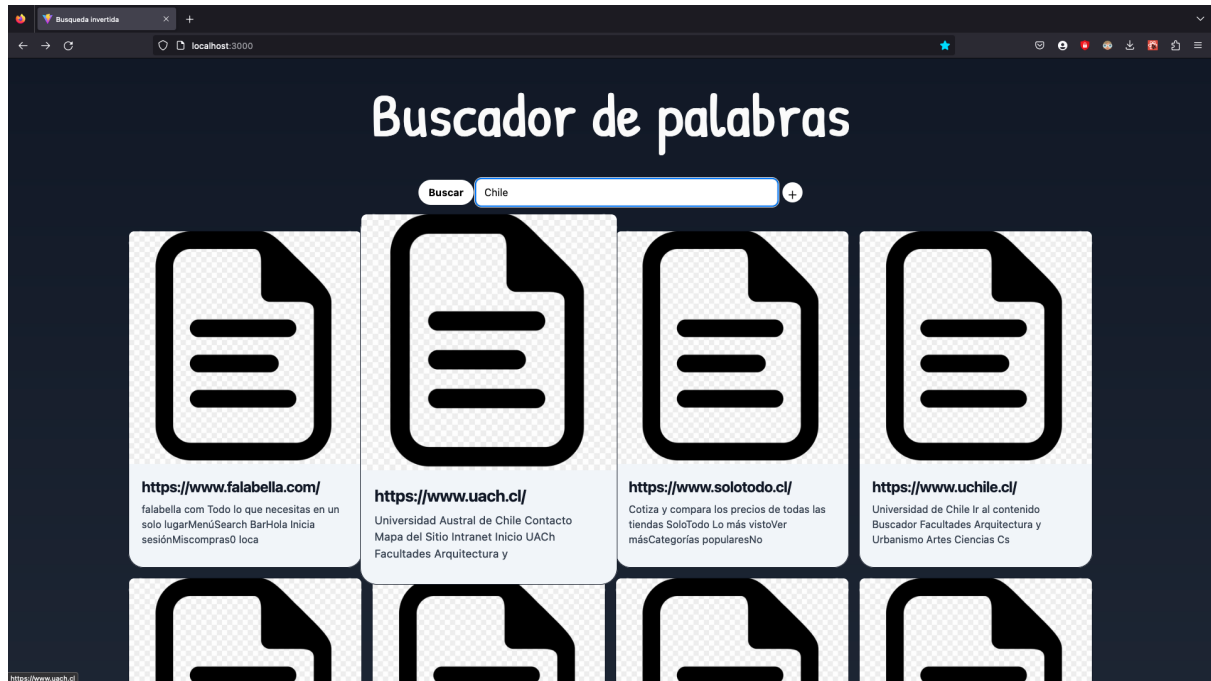 Busqueda invertida
localhost:3000
Buscador de palabras
Buscar
Chile
+
https://www.falabella.com/
falabella com Todo lo que necesitas en un
solo lugarMenúSearch BarHola Inicia
sesiónMiscompras0 loca
https://www.uach.cl/
Universidad Austral de Chile Contacto
Mapa del Sitio Intranet Inicio UACh
Facultades Arquitectura y
https://www.solotodo.cl/
Cotiza y compara los precios de todas las
tiendas SoloTodo Lo más vistoVer
másCategorías popularesNo
https://www.uchile.cl/
Universidad de Chile Ir al contenido
Buscador Facultades Arquitectura y
Urbanismo Artes Ciencias Cs
https://www.uach.cl